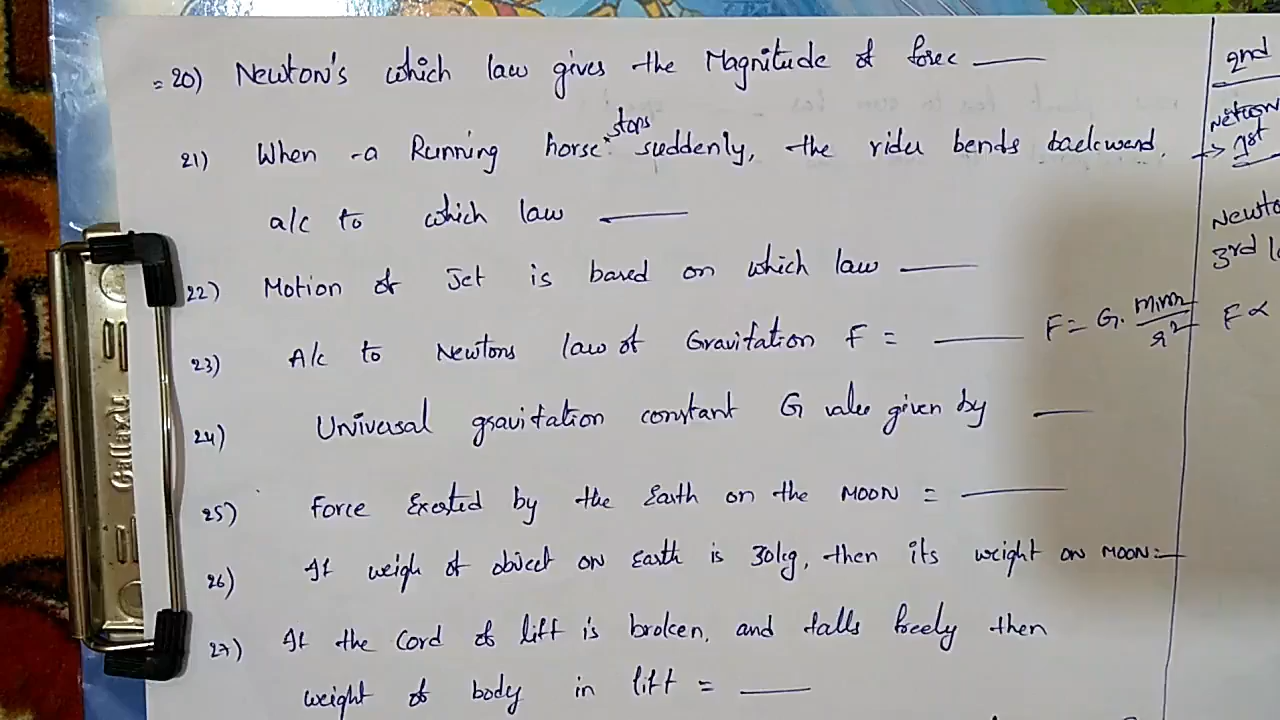 = 20) Newton's which law gives the Magnitude of force ___ 2nd
21) When a Running horse stops suddenly, the rider bends backward. → 1st
a/c to which law ___
22) Motion of Jet is based on which law ___ 3rd
23) A/c to Newtons law of Gravitation F = ___ F = G. m1m2/r² F ∝
24) Universal gravitation constant G value given by ___
25) Force Exerted by the Earth on the MOON = ___
26) If weigh of object on Earth is 30kg, then its weight on MOON =
27) If the Cord of lift is broken, and falls freely then
weight of body in lift = ___